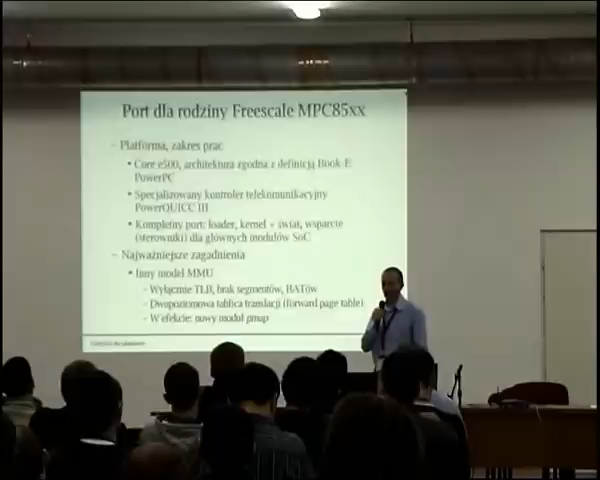 Port dla rodziny Freescale MPC85xx
– Platforma, zakres prac
• Core e500, architektura zgodna z definicją Book-E
PowerPC
• Specjalizowany kontroler telekomunikacyjny
PowerQUICC III
• Kompletny port: loader, kernel + świat, wsparcie
(sterowniki) dla głównych modułów SoC
– Najważniejsze zagadnienia
• Inny model MMU
– Wyłącznie TLB, brak segmentów, BATów
– Dwupoziomowa tablica translacji (forward page table)
– W efekcie: nowy moduł pmap